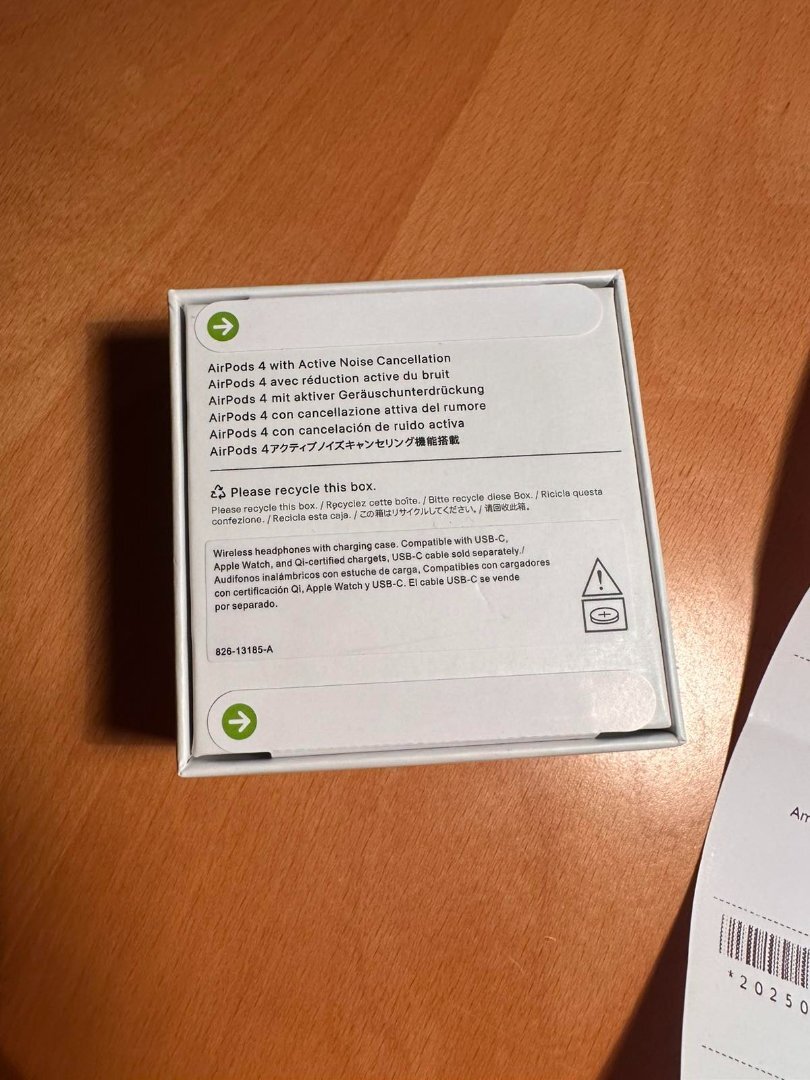 AirPods 4 with Active Noise Cancellation
AirPods 4 avec réduction active du bruit
AirPods 4 mit aktiver Geräuschunterdrückung
AirPods 4 con cancellazione attiva del rumore
AirPods 4 con cancelación de ruido activa
AirPods 4アクティブノイズキャンセリング機能搭載
Please recycle this box.
Please recycle this box. / Recyclez cette boîte. / Bitte recycle diese Box. / Ricicla questa
confezione. / Recicla esta caja. / この箱はリサイクルしてください。/ 请回收此箱。
Wireless headphones with charging case. Compatible with USB-C,
Apple Watch, and Qi-certified chargets, USB-C cable sold separately./
Audífonos inalámbricos con estuche de carga, Compatibles con cargadores
con certificación Qi, Apple Watch y USB-C. El cable USB-C se vende
por separado.
826-13185-A
Am
*20250